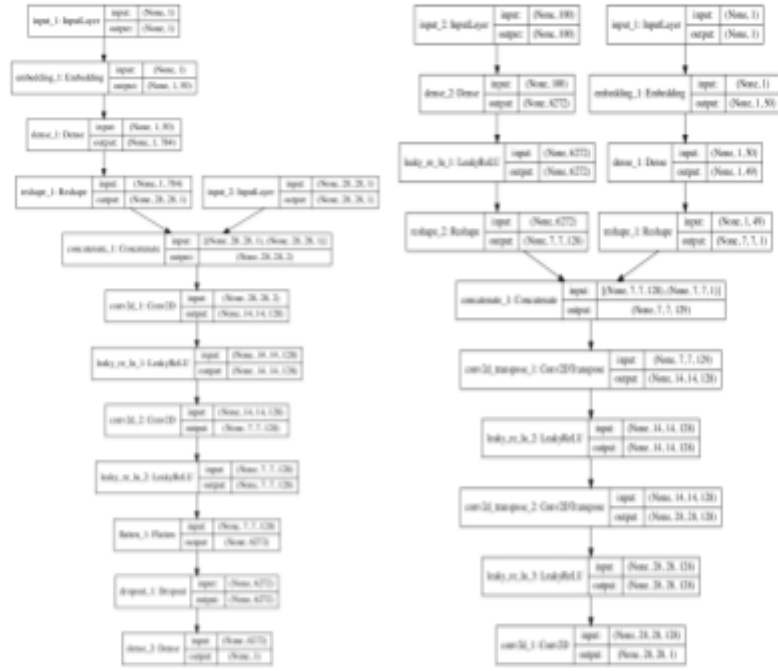 input_1: InputLayer
input: (None, 1)
output: (None, 1)
embedding_1: Embedding
input: (None, 1)
output: (None, 1, 50)
dense_1: Dense
input: (None, 1, 50)
output: (None, 1, 784)
reshape_1: Reshape
input: (None, 1, 784)
output: (None, 28, 28, 1)
input_2: InputLayer
input: (None, 28, 28, 1)
output: (None, 28, 28, 1)
concatenate_1: Concatenate
input: [(None, 28, 28, 1), (None, 28, 28, 1)]
output: (None, 28, 28, 2)
conv2d_1: Conv2D
input: (None, 28, 28, 2)
output: (None, 14, 14, 128)
leaky_re_lu_1: LeakyReLU
input: (None, 14, 14, 128)
output: (None, 14, 14, 128)
conv2d_2: Conv2D
input: (None, 14, 14, 128)
output: (None, 7, 7, 128)
leaky_re_lu_2: LeakyReLU
input: (None, 7, 7, 128)
output: (None, 7, 7, 128)
flatten_1: Flatten
input: (None, 7, 7, 128)
output: (None, 6272)
dropout_1: Dropout
input: (None, 6272)
output: (None, 6272)
dense_2: Dense
input: (None, 6272)
output: (None, 1)
input_2: InputLayer
input: (None, 100)
output: (None, 100)
input_1: InputLayer
input: (None, 1)
output: (None, 1)
dense_2: Dense
input: (None, 100)
output: (None, 6272)
embedding_1: Embedding
input: (None, 1)
output: (None, 1, 50)
leaky_re_lu_1: LeakyReLU
input: (None, 6272)
output: (None, 6272)
dense_1: Dense
input: (None, 1, 50)
output: (None, 1, 49)
reshape_2: Reshape
input: (None, 6272)
output: (None, 7, 7, 128)
reshape_1: Reshape
input: (None, 1, 49)
output: (None, 7, 7, 1)
concatenate_1: Concatenate
input: [(None, 7, 7, 128), (None, 7, 7, 1)]
output: (None, 7, 7, 129)
conv2d_transpose_1: Conv2DTranspose
input: (None, 7, 7, 129)
output: (None, 14, 14, 128)
leaky_re_lu_2: LeakyReLU
input: (None, 14, 14, 128)
output: (None, 14, 14, 128)
conv2d_transpose_2: Conv2DTranspose
input: (None, 14, 14, 128)
output: (None, 28, 28, 128)
leaky_re_lu_3: LeakyReLU
input: (None, 28, 28, 128)
output: (None, 28, 28, 128)
conv2d_1: Conv2D
input: (None, 28, 28, 128)
output: (None, 28, 28, 1)